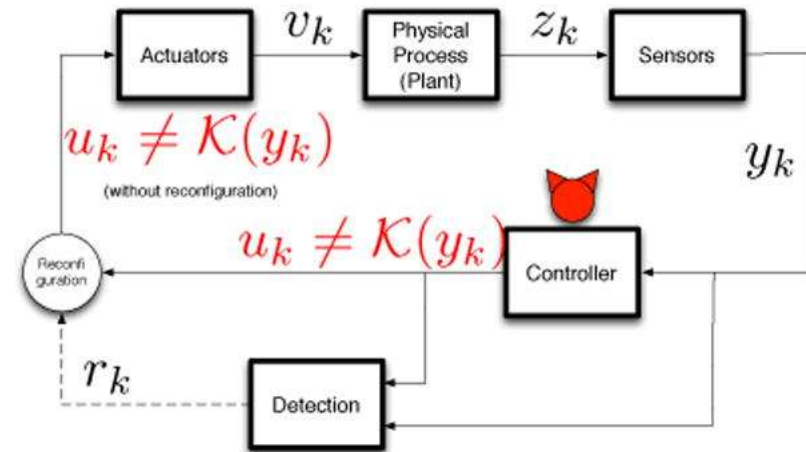 Actuators
v_k
Physical
Process
(Plant)
z_k
Sensors
u_k ≠ K(y_k)
(without reconfiguration)
y_k
u_k ≠ K(y_k)
Reconfi
guration
Controller
r_k
Detection